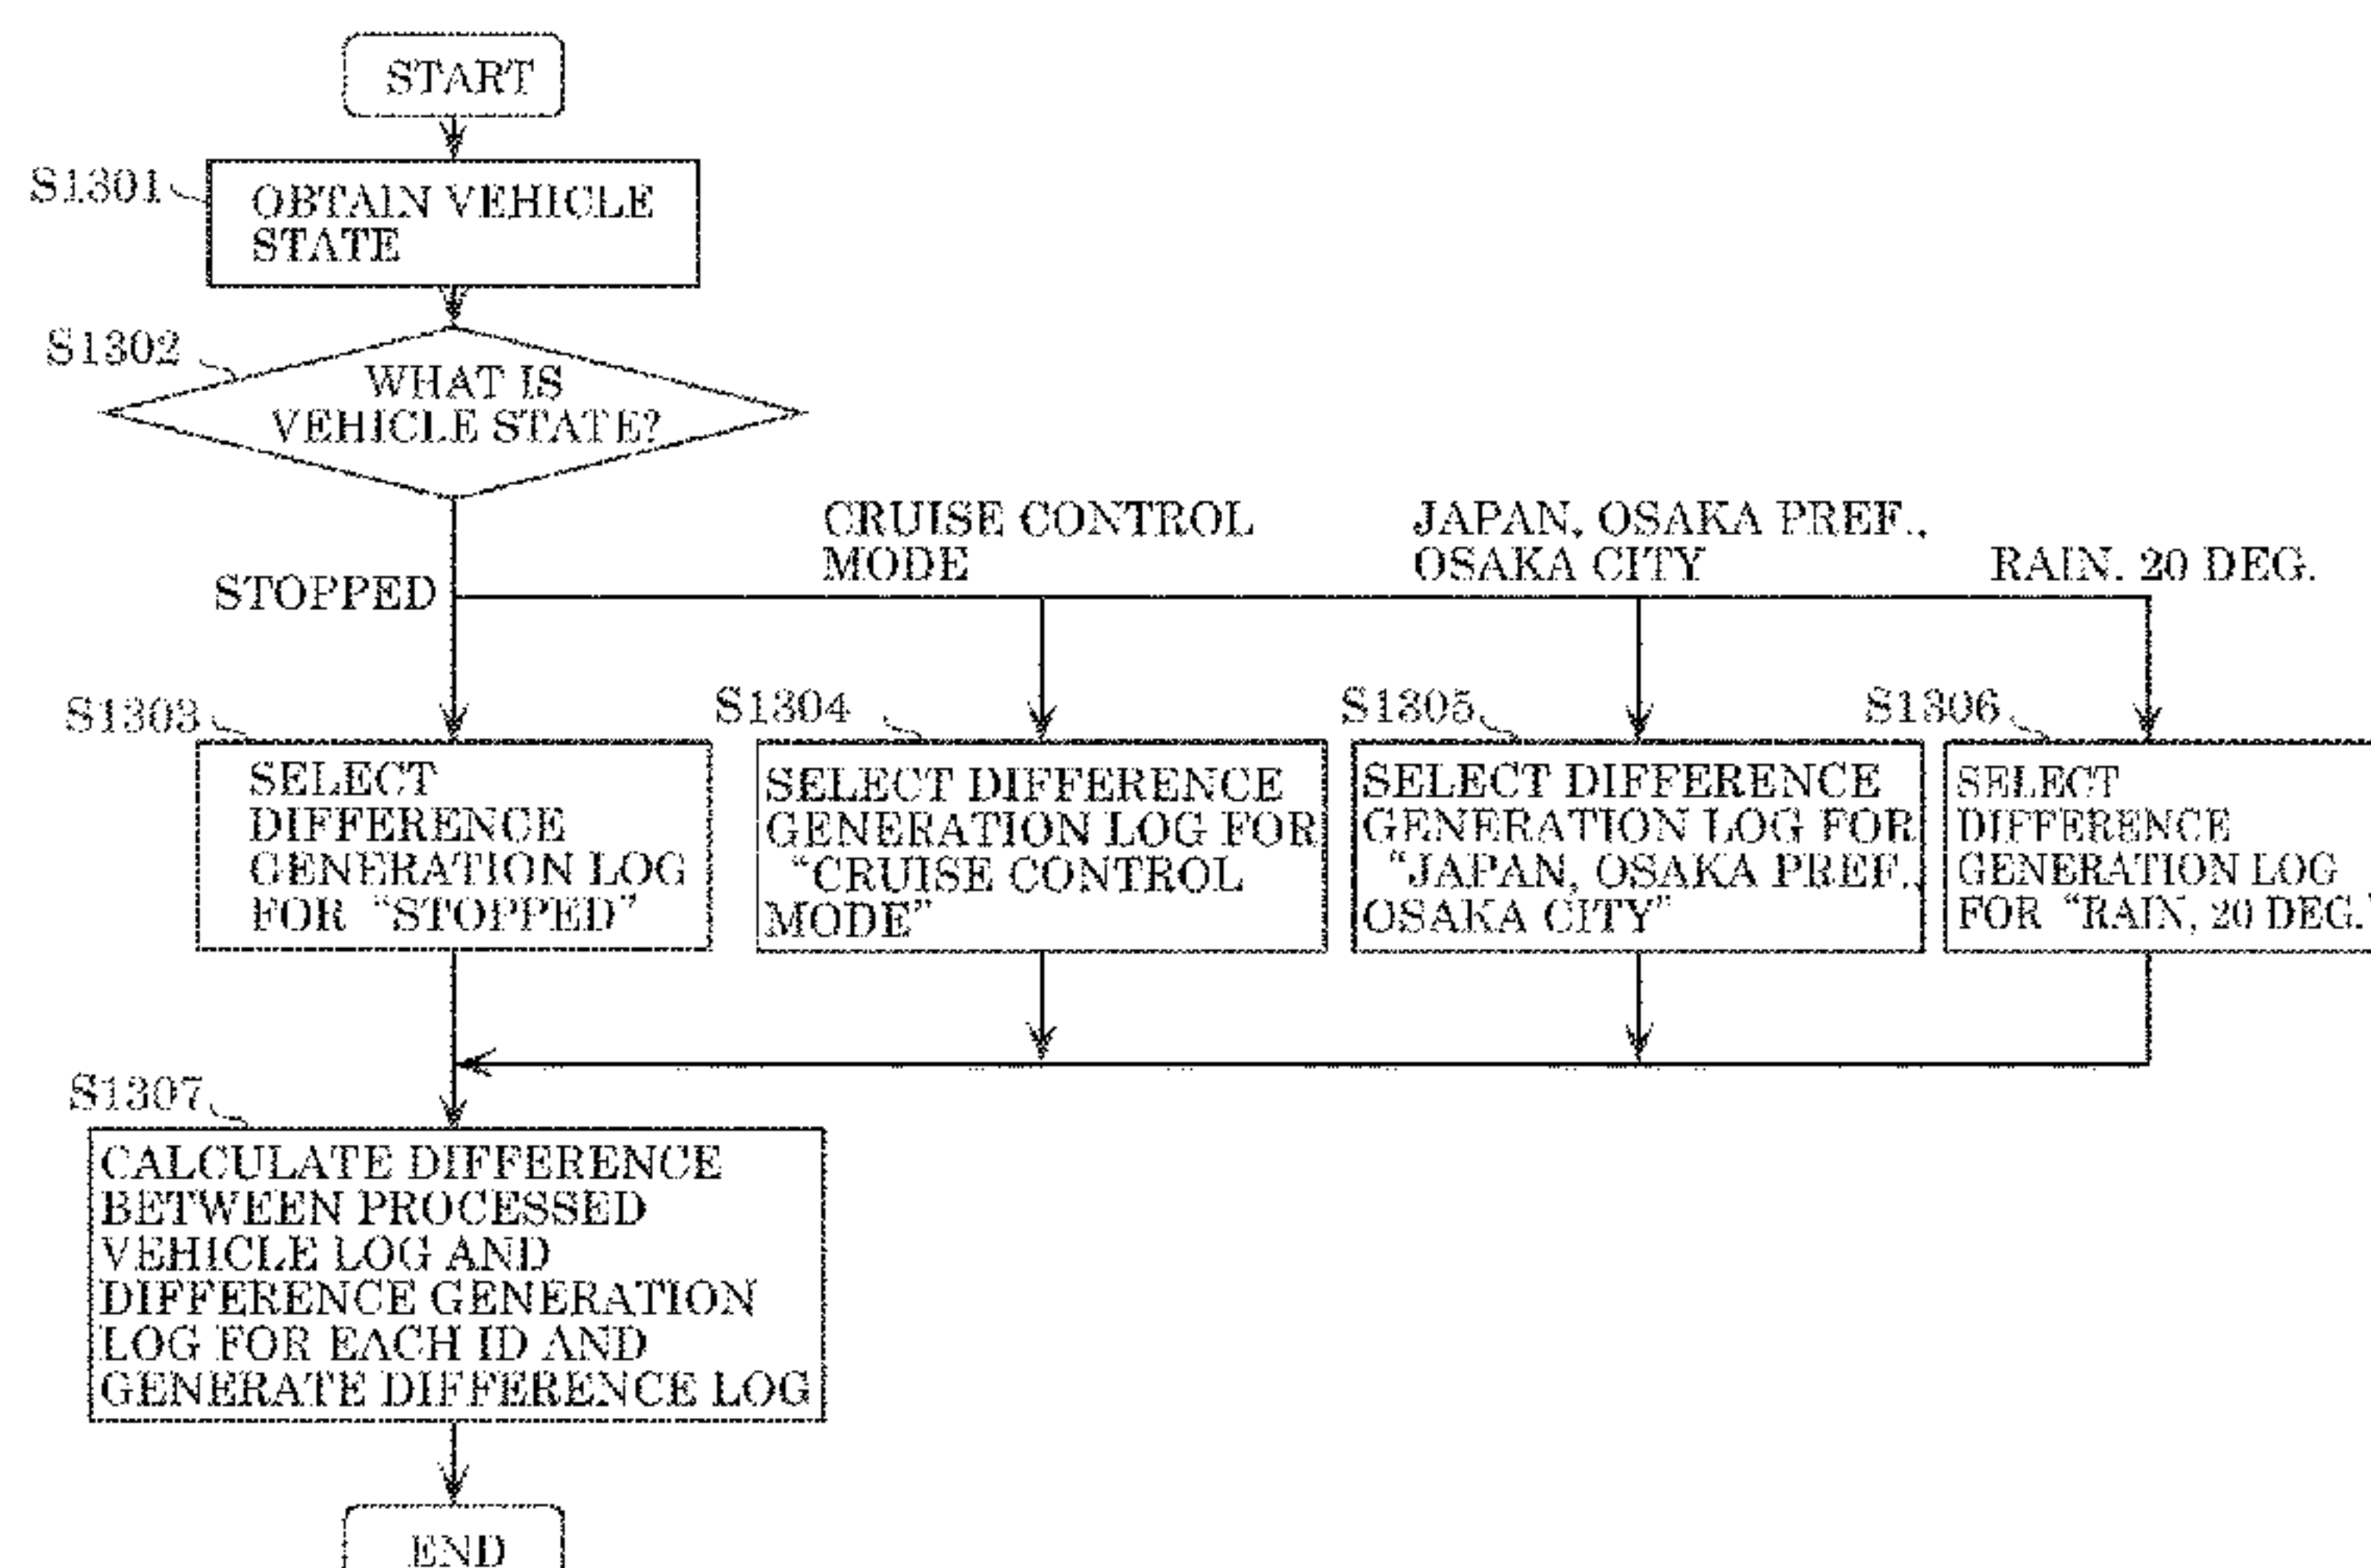 START
S1301
OBTAIN VEHICLE
STATE
S1302
WHAT IS
VEHICLE STATE?
STOPPED
CRUISE CONTROL
MODE
JAPAN, OSAKA PREF.,
OSAKA CITY
RAIN. 20 DEG.
S1303
SELECT
DIFFERENCE
GENERATION LOG
FOR "STOPPED"
S1304
SELECT DIFFERENCE
GENERATION LOG FOR
"CRUISE CONTROL
MODE"
S1305
SELECT DIFFERENCE
GENERATION LOG FOR
"JAPAN, OSAKA PREF.,
OSAKA CITY"
S1306
SELECT
DIFFERENCE
GENERATION LOG
FOR "RAIN, 20 DEG."
S1307
CALCULATE DIFFERENCE
BETWEEN PROCESSED
VEHICLE LOG AND
DIFFERENCE GENERATION
LOG FOR EACH ID AND
GENERATE DIFFERENCE LOG
END